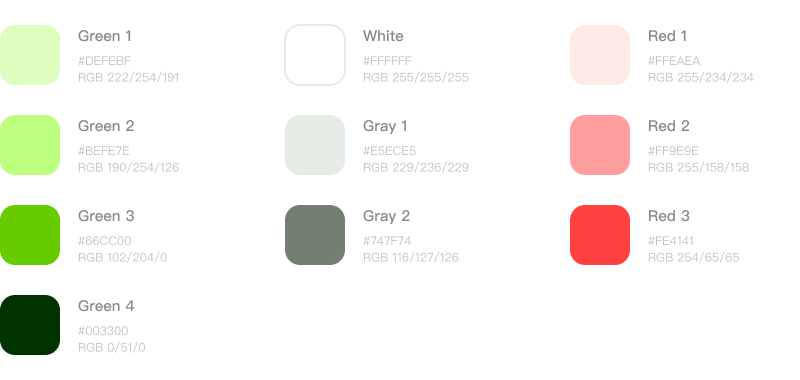 Green 1
#DEFEBF
RGB 222/254/191
Green 2
#BEFE7E
RGB 190/254/126
Green 3
#66CC00
RGB 102/204/0
Green 4
#003300
RGB 0/51/0
White
#FFFFFF
RGB 255/255/255
Gray 1
#E5ECE5
RGB 229/236/229
Gray 2
#747F74
RGB 116/127/126
Red 1
#FFEAEA
RGB 255/234/234
Red 2
#FF9E9E
RGB 255/158/158
Red 3
#FE4141
RGB 254/65/65